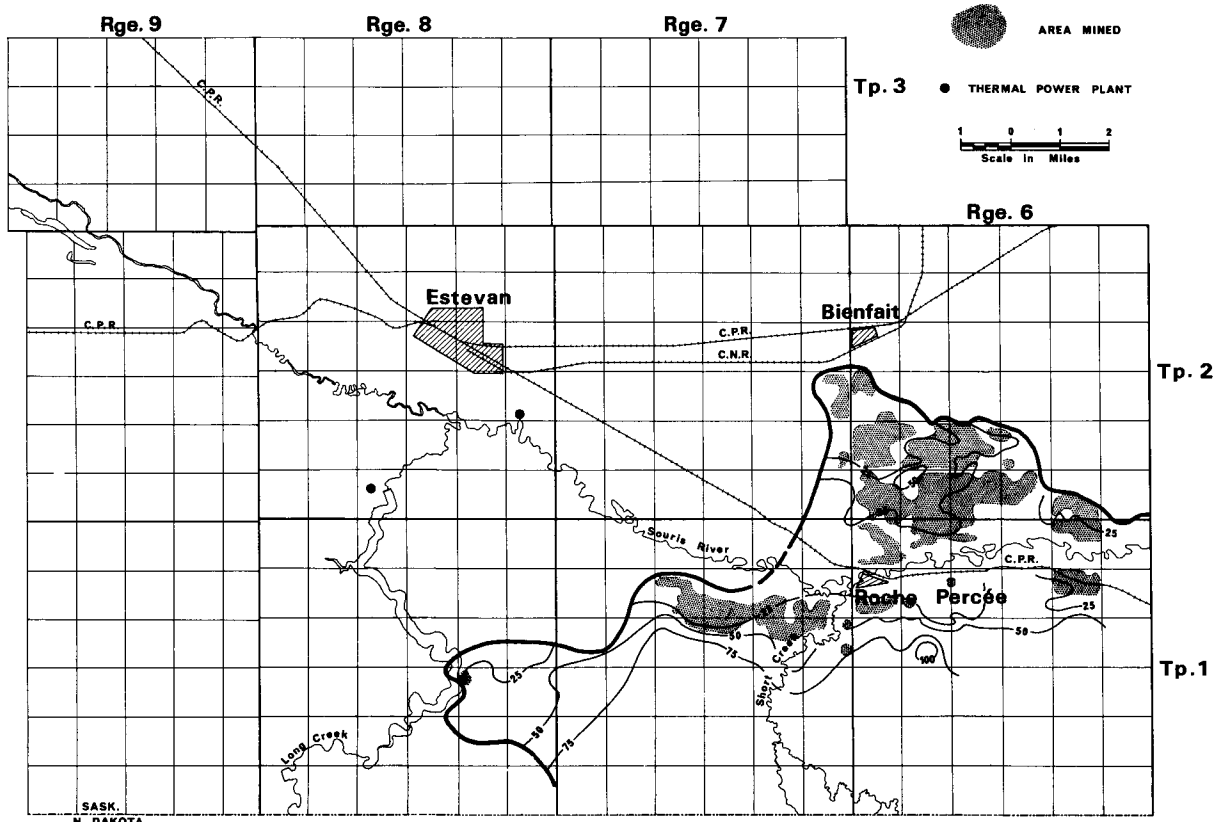 Rge. 9
Rge. 8
Rge. 7
AREA MINED
C.P.R.
Tp. 3
THERMAL POWER PLANT
1 0 1 2
Scale in Miles
Rge. 6
Estevan
Bienfait
C.P.R.
C.P.R.
C.N.R.
Tp. 2
25
Souris River
C.P.R.
Roche Percée
25
25
50
50
75
Short Creek
100
Tp. 1
25
50
75
Long Creek
SASK.
N. DAKOTA